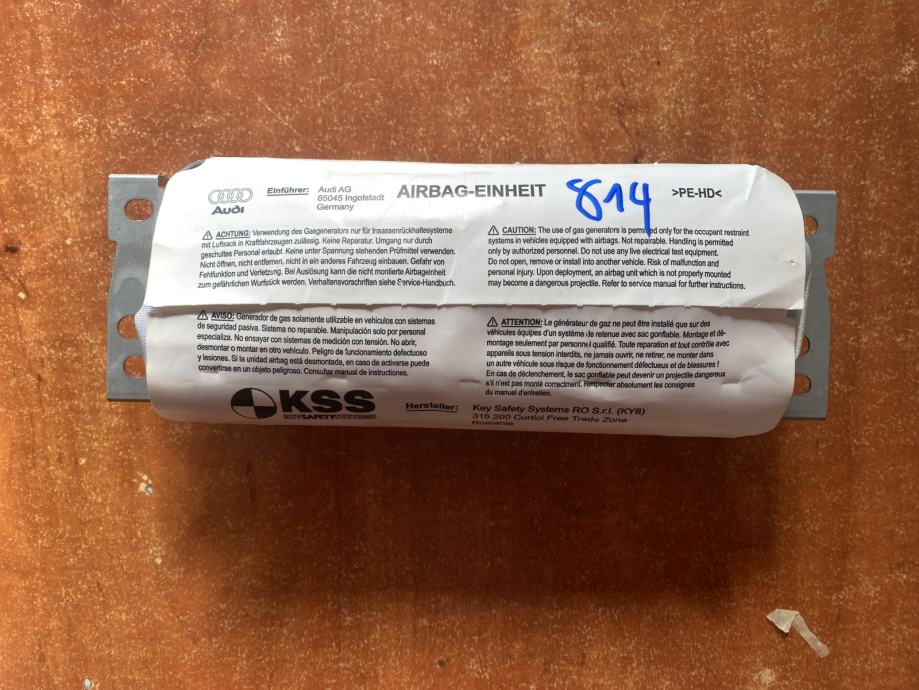 Audi
Einführer:
Audi AG
85045 Ingolstadt
Germany
AIRBAG-EINHEIT
814
>PE-HD<
ACHTUNG: Verwendung des Gasgenerators nur für Insassenrückhaltesysteme
mit Luftsack in Kraftfahrzeugen zulässig. Keine Reparatur. Umgang nur durch
geschultes Personal erlaubt. Keine unter Spannung stehenden Prüfmittel verwenden.
Nicht öffnen, nicht entfernen, nicht in ein anderes Fahrzeug einbauen. Gefahr von
Fehlfunktion und Verletzung. Bei Auslösung kann die nicht montierte Airbageinheit
zum gefährlichen Wurfstück werden. Verhaltensvorschriften siehe Service-Handbuch.
CAUTION: The use of gas generators is permitted only for the occupant restraint
systems in vehicles equipped with airbags. Not repairable. Handling is permitted
only by authorized personnel. Do not use any live electrical test equipment.
Do not open, remove or install into another vehicle. Risk of malfunction and
personal injury. Upon deployment, an airbag unit which is not properly mounted
may become a dangerous projectile. Refer to service manual for further instructions.
AVISO: Generador de gas solamente utilizable en vehículos con sistemas
de seguridad pasiva. Sistema no reparable. Manipulación solo por personal
especializa. No ensayar con sistemas de medición con tensión. No abrir,
desmontar o montar en otro vehículo. Peligro de funcionamiento defectuoso
y lesiones. Si la unidad airbag está desmontada, en caso de activarse puede
convertirse en un objeto peligroso. Consultar manual de instrucciones.
ATTENTION: Le générateur de gaz ne peut être installé que sur des
véhicules équipes d'un système de retenue avec sac gonflable. Montage et dé-
montage seulement par personnel qualifié. Toute reparation et tout contrôle avec
appareils sous tension interdits, ne jamais ouvrir, ne retirer, ne monter dans
un autre véhicule sous risque de fonctionnement défectueux et de blessures !
En cas de déclenchement, le sac gonflable peut devenir un projectile dangereux
s'il n'est pas monté correctment. Respecter absolument les consignes
du manuel d'entretien.
KSS
KEY SAFETY SYSTEMS
Hersteller:
Key Safety Systems RO S.r.l. (KY8)
315 200 Curtici Free Trade Zone
Romania